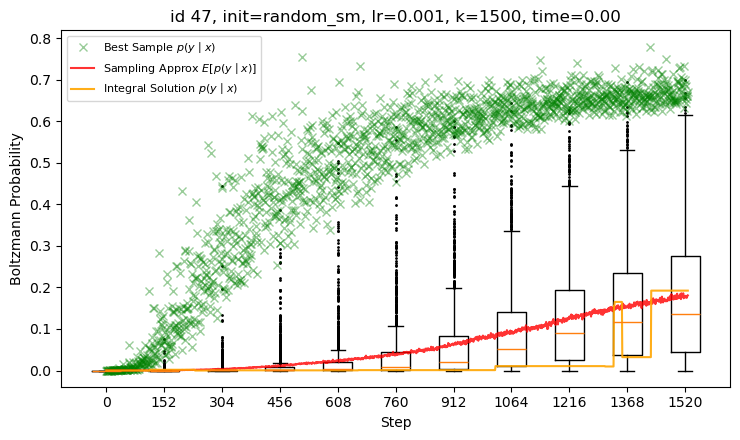 id 47, init=random_sm, lr=0.001, k=1500, time=0.00
Best Sample p(y | x)
Sampling Approx E[p(y | x)]
Integral Solution p(y | x)
Boltzmann Probability
0.8
0.7
0.6
0.5
0.4
0.3
0.2
0.1
0.0
0 152 304 456 608 760 912 1064 1216 1368 1520
Step